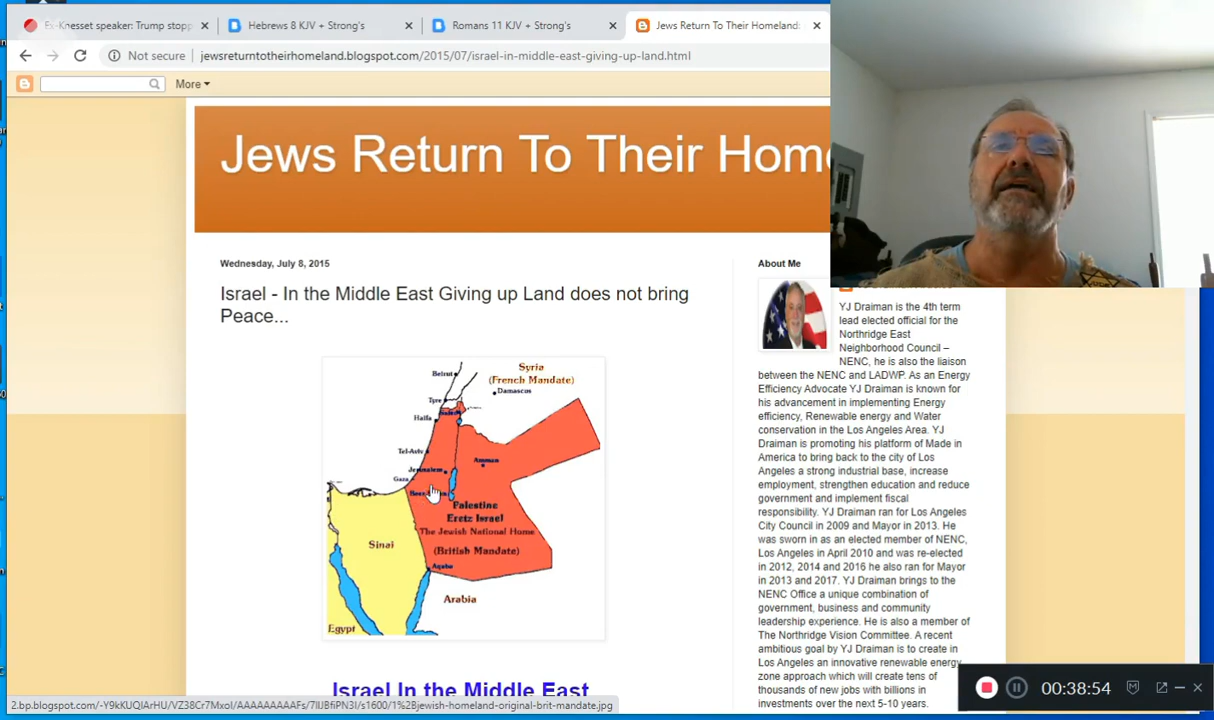 Ex-Knesset speaker: Trump stopp
Hebrews 8 KJV + Strong's
Romans 11 KJV + Strong's
Jews Return To Their Homeland:
Not secure
jewsreturntotheirhomeland.blogspot.com/2015/07/israel-in-middle-east-giving-up-land.html
More
Jews Return To Their Home
Wednesday, July 8, 2015
Israel - In the Middle East Giving up Land does not bring
Peace...
Syria
(French Mandate)
Beirut
Damascus
Tyre
Haifa
Tel-Aviv
Amman
Jerusalem
Gaza
Palestine
Eretz Israel
The Jewish National Home
(British Mandate)
Sinai
Aqaba
Arabia
Egypt
Israel In the Middle East
About Me
YJ Draiman is the 4th term
lead elected official for the
Northridge East
Neighborhood Council –
NENC, he is also the liaison
between the NENC and LADWP. As an Energy
Efficiency Advocate YJ Draiman is known for
his advancement in implementing Energy
efficiency, Renewable energy and Water
conservation in the Los Angeles Area. YJ
Draiman is promoting his platform of Made in
America to bring back to the city of Los
Angeles a strong industrial base, increase
employment, strengthen education and reduce
government and implement fiscal
responsibility. YJ Draiman ran for Los Angeles
City Council in 2009 and Mayor in 2013. He
was sworn in as an elected member of NENC,
Los Angeles in April 2010 and was re-elected
in 2012, 2014 and 2016 he also ran for Mayor
in 2013 and 2017. YJ Draiman brings to the
NENC Office a unique combination of
government, business and community
leadership experience. He is also a member of
The Northridge Vision Committee. A recent
ambitious goal by YJ Draiman is to create in
Los Angeles an innovative renewable energy
zone approach which will create tens of
thousands of new jobs with billions in
investments over the next 5-10 years.
00:38:54